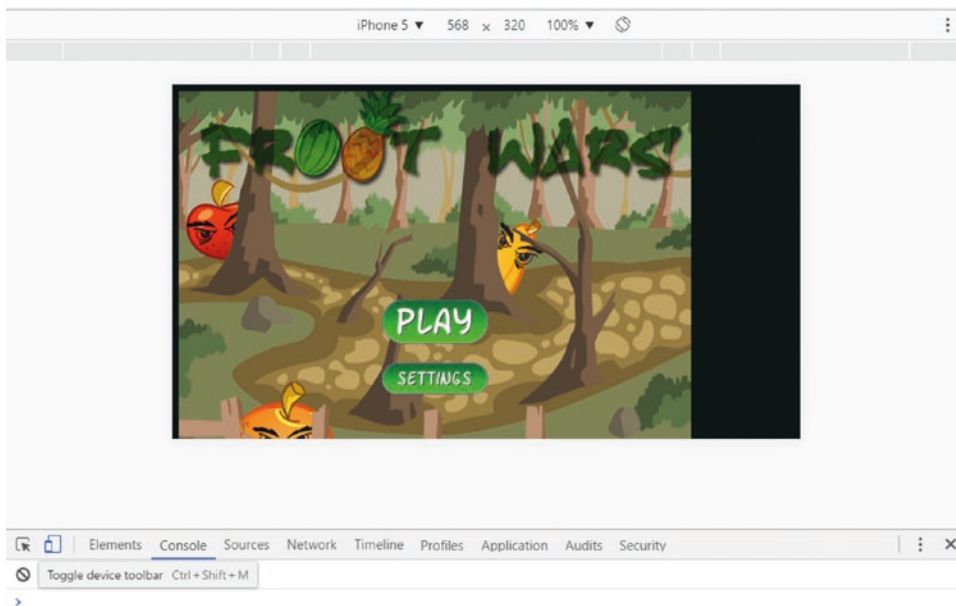 iPhone 5 ▼ 568 × 320 100% ▼
FROOT WARS
PLAY
SETTINGS
Elements Console Sources Network Timeline Profiles Application Audits Security
Toggle device toolbar Ctrl + Shift + M
>